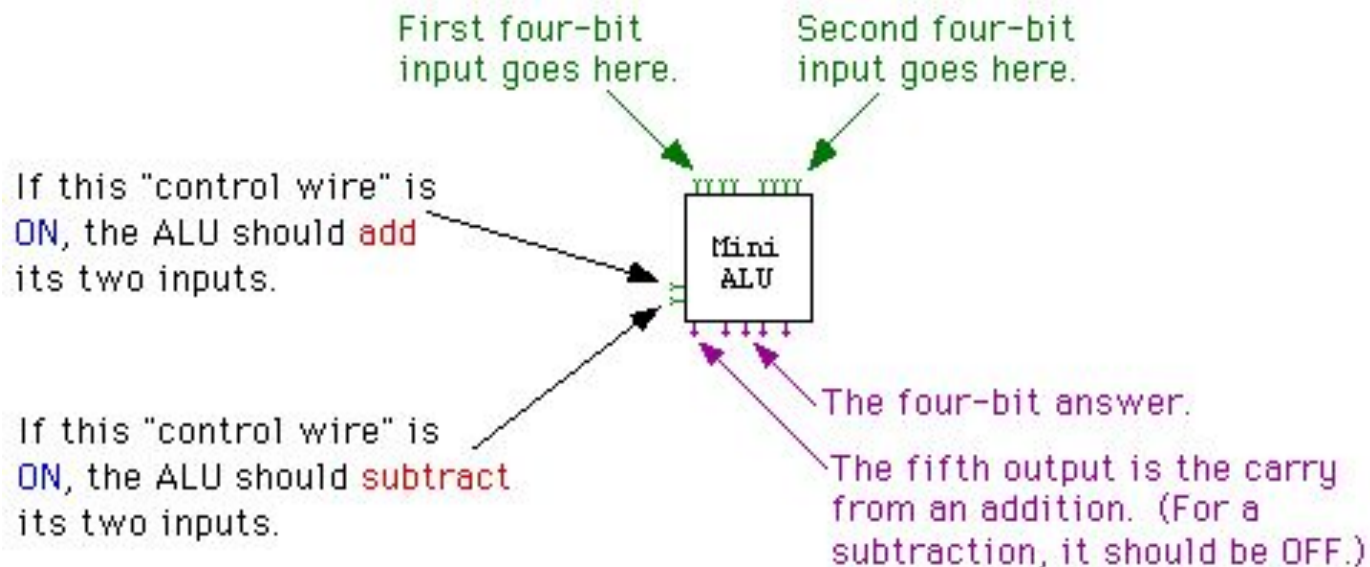 First four-bit
input goes here.
Second four-bit
input goes here.
If this "control wire" is
ON, the ALU should add
its two inputs.
Mini
ALU
If this "control wire" is
ON, the ALU should subtract
its two inputs.
The four-bit answer.
The fifth output is the carry
from an addition. (For a
subtraction, it should be OFF.)